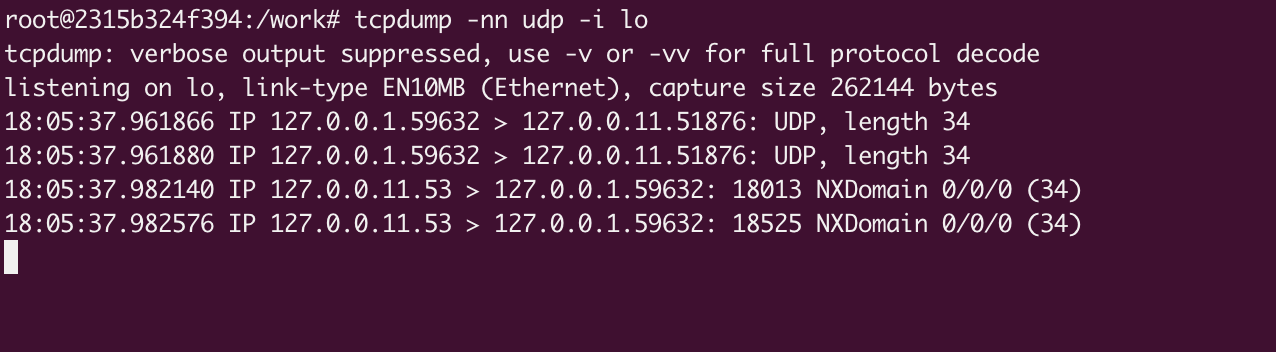 root@2315b324f394:/work# tcpdump -nn udp -i lo
tcpdump: verbose output suppressed, use -v or -vv for full protocol decode
listening on lo, link-type EN10MB (Ethernet), capture size 262144 bytes
18:05:37.961866 IP 127.0.0.1.59632 > 127.0.0.11.51876: UDP, length 34
18:05:37.961880 IP 127.0.0.1.59632 > 127.0.0.11.51876: UDP, length 34
18:05:37.982140 IP 127.0.0.11.53 > 127.0.0.1.59632: 18013 NXDomain 0/0/0 (34)
18:05:37.982576 IP 127.0.0.11.53 > 127.0.0.1.59632: 18525 NXDomain 0/0/0 (34)